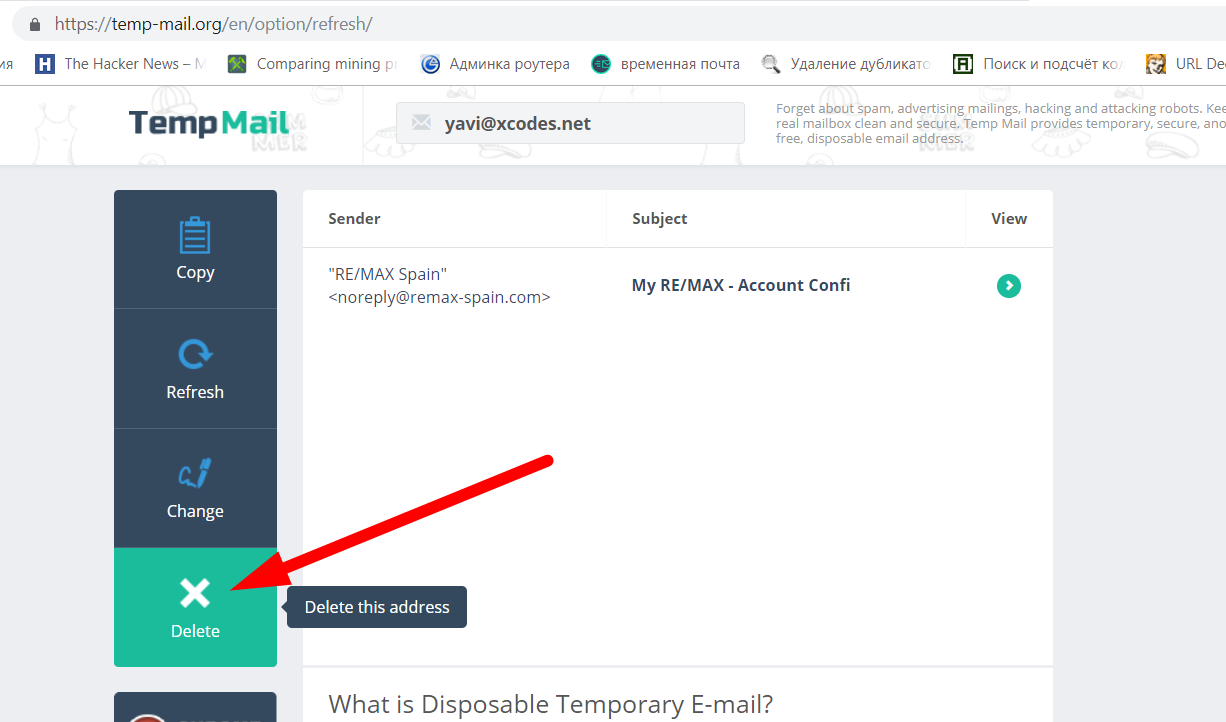 https://temp-mail.org/en/option/refresh/
ия
The Hacker News – M
Comparing mining p
Админка роутера
временная почта
Удаление дубликато
Поиск и подсчёт кол
URL De
TempMail
yavi@xcodes.net
Forget about spam, advertising mailings, hacking and attacking robots. Kee
real mailbox clean and secure. Temp Mail provides temporary, secure, ano
free, disposable email address.
Sender
Subject
View
Copy
"RE/MAX Spain"
<noreply@remax-spain.com>
My RE/MAX - Account Confi
Refresh
Change
Delete
Delete this address
What is Disposable Temporary E-mail?